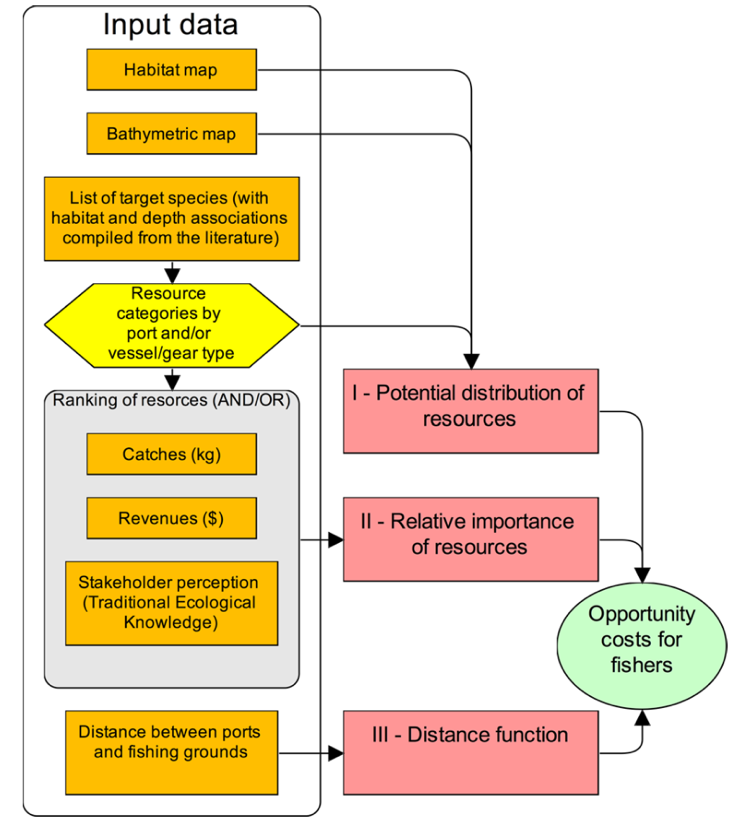 Input data
Habitat map
Bathymetric map
List of target species (with
habitat and depth associations
compiled from the literature)
Resource
categories by
port and/or
vessel/gear type
Ranking of resorces (AND/OR)
Catches (kg)
Revenues ($)
Stakeholder perception
(Traditional Ecological
Knowledge)
Distance between ports
and fishing grounds
I - Potential distribution of
resources
II - Relative importance
of resources
III - Distance function
Opportunity
costs for
fishers